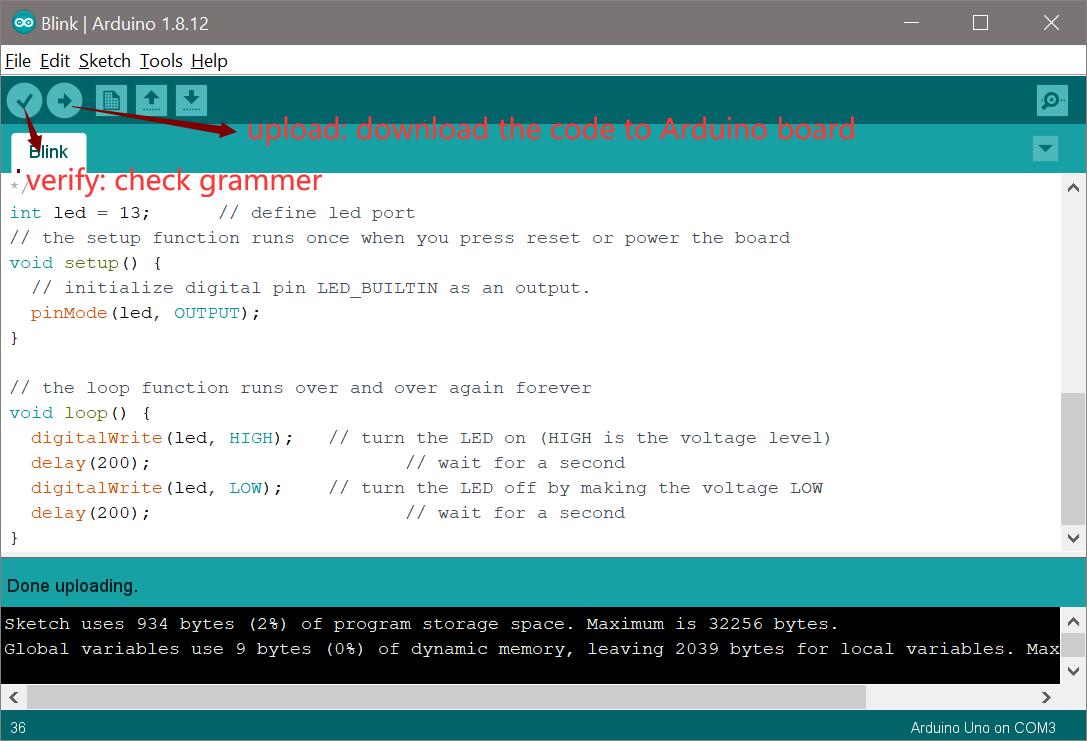 Blink | Arduino 1.8.12
File Edit Sketch Tools Help
upload: download the code to Arduino board
Blink
verify: check grammer
*/
int led = 13;      // define led port
// the setup function runs once when you press reset or power the board
void setup() {
  // initialize digital pin LED_BUILTIN as an output.
  pinMode(led, OUTPUT);
}
// the loop function runs over and over again forever
void loop() {
  digitalWrite(led, HIGH);   // turn the LED on (HIGH is the voltage level)
  delay(200);                       // wait for a second
  digitalWrite(led, LOW);    // turn the LED off by making the voltage LOW
  delay(200);                       // wait for a second
}
Done uploading.
Sketch uses 934 bytes (2%) of program storage space. Maximum is 32256 bytes.
Global variables use 9 bytes (0%) of dynamic memory, leaving 2039 bytes for local variables. Max
36
Arduino Uno on COM3